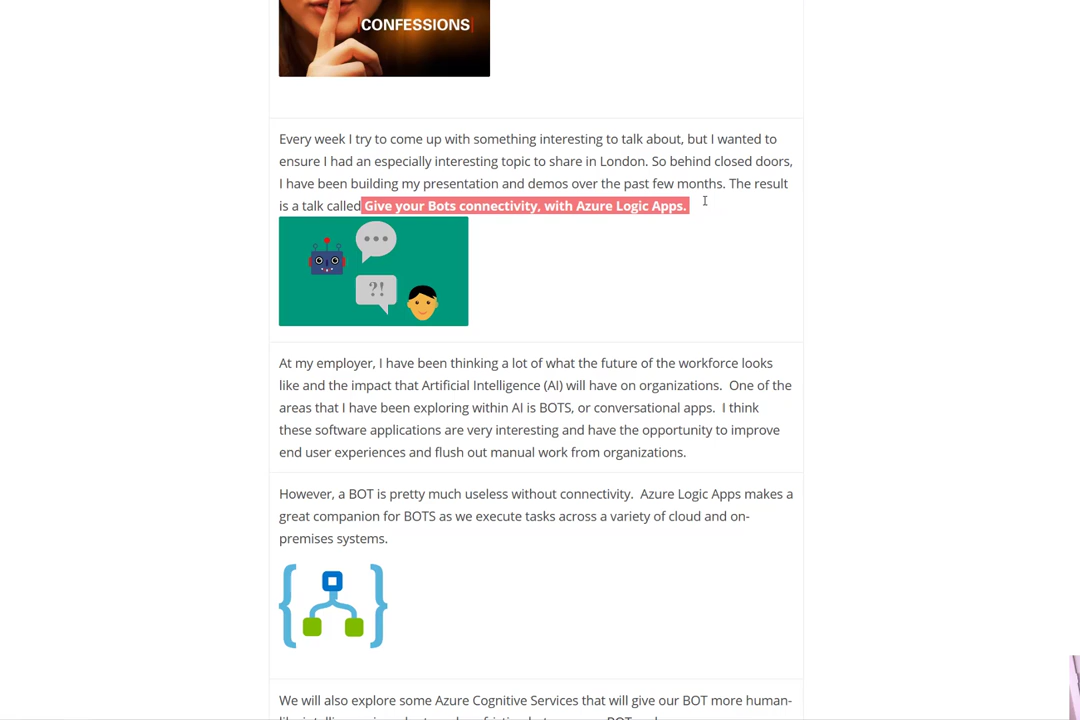 CONFESSIONS
Every week I try to come up with something interesting to talk about, but I wanted to
ensure I had an especially interesting topic to share in London. So behind closed doors,
I have been building my presentation and demos over the past few months. The result
is a talk called Give your Bots connectivity, with Azure Logic Apps.
?!
At my employer, I have been thinking a lot of what the future of the workforce looks
like and the impact that Artificial Intelligence (AI) will have on organizations. One of the
areas that I have been exploring within AI is BOTS, or conversational apps. I think
these software applications are very interesting and have the opportunity to improve
end user experiences and flush out manual work from organizations.
However, a BOT is pretty much useless without connectivity. Azure Logic Apps makes a
great companion for BOTS as we execute tasks across a variety of cloud and on-
premises systems.
We will also explore some Azure Cognitive Services that will give our BOT more human-